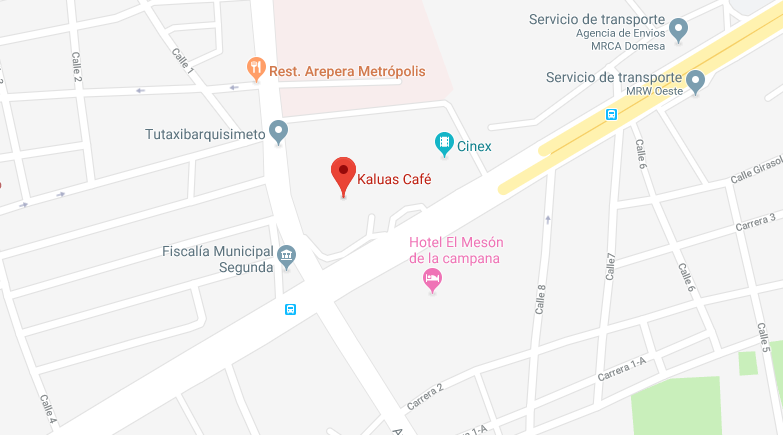 Servicio de transporte
Agencia de Envios
MRCA Domesa
Calle 2
Calle 1
Rest. Arepera Metrópolis
Servicio de transporte
MRW Oeste
Tutaxibarquisimeto
Cinex
Calle 6
Kaluas Café
Calle Girasol
Carrera 3
Fiscalía Municipal
Segunda
Hotel El Mesón
de la campana
Calle7
Calle 6
Calle 8
Calle 5
Carrera 1-A
Carrera 2
Calle 4
A
1-A